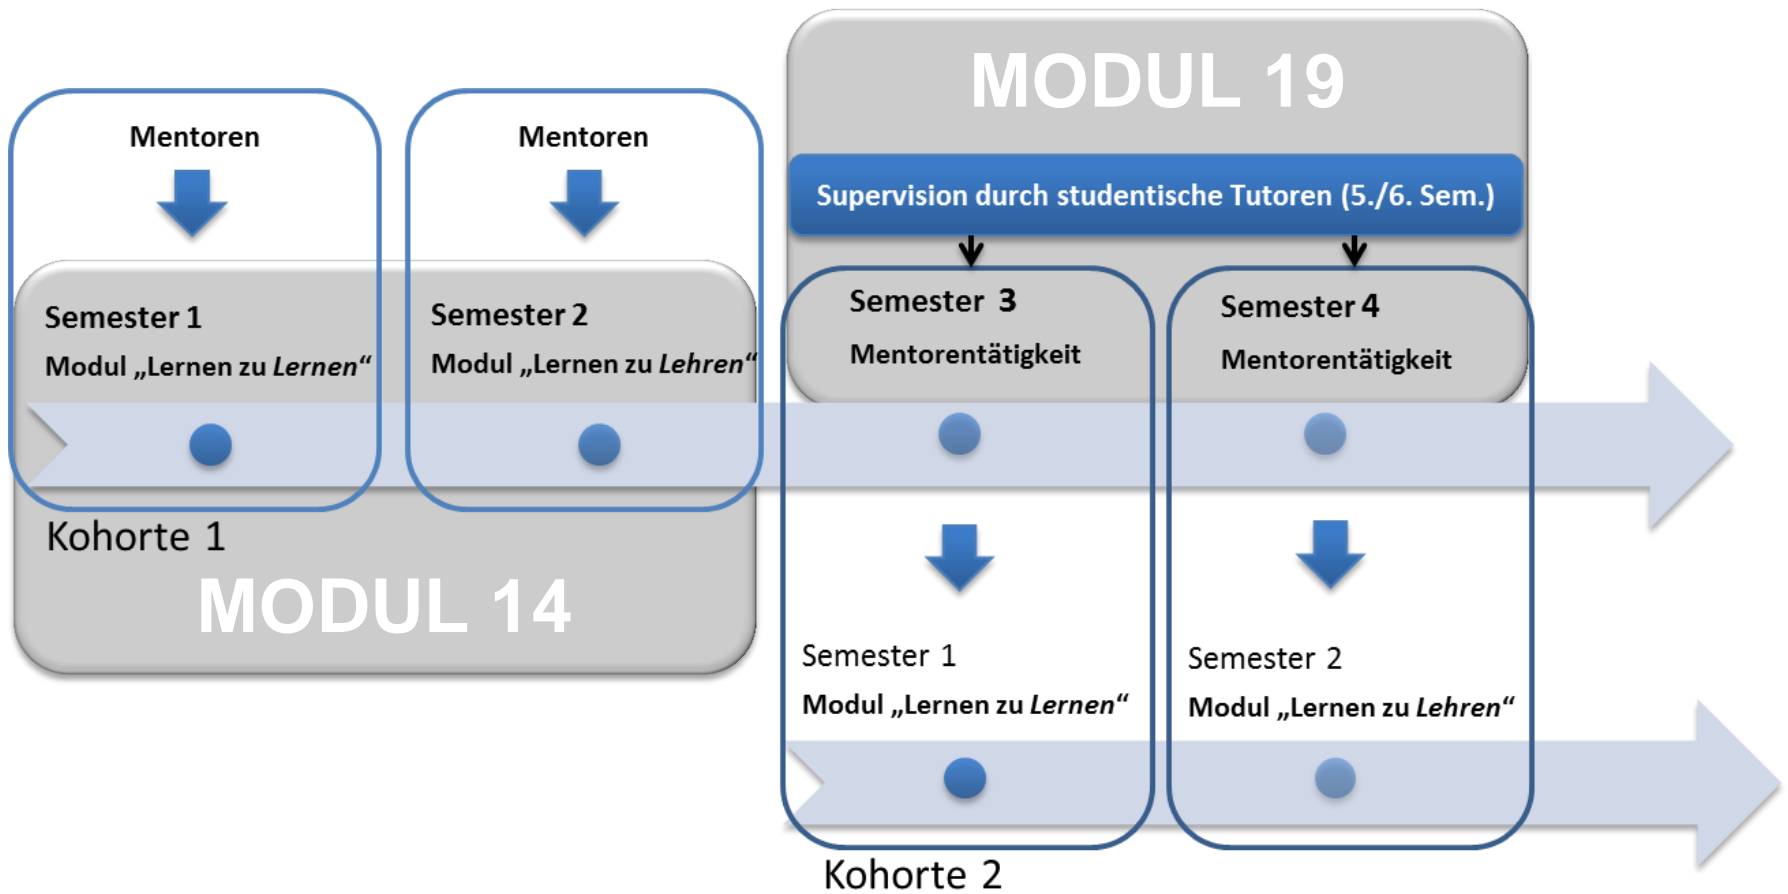 MODUL 19
Mentoren
Mentoren
Supervision durch studentische Tutoren (5./6. Sem.)
Semester 1
Modul „Lernen zu Lernen“
Semester 2
Modul „Lernen zu Lehren“
Semester 3
Mentorentätigkeit
Semester 4
Mentorentätigkeit
Kohorte 1
MODUL 14
Semester 1
Modul „Lernen zu Lernen“
Semester 2
Modul „Lernen zu Lehren“
Kohorte 2